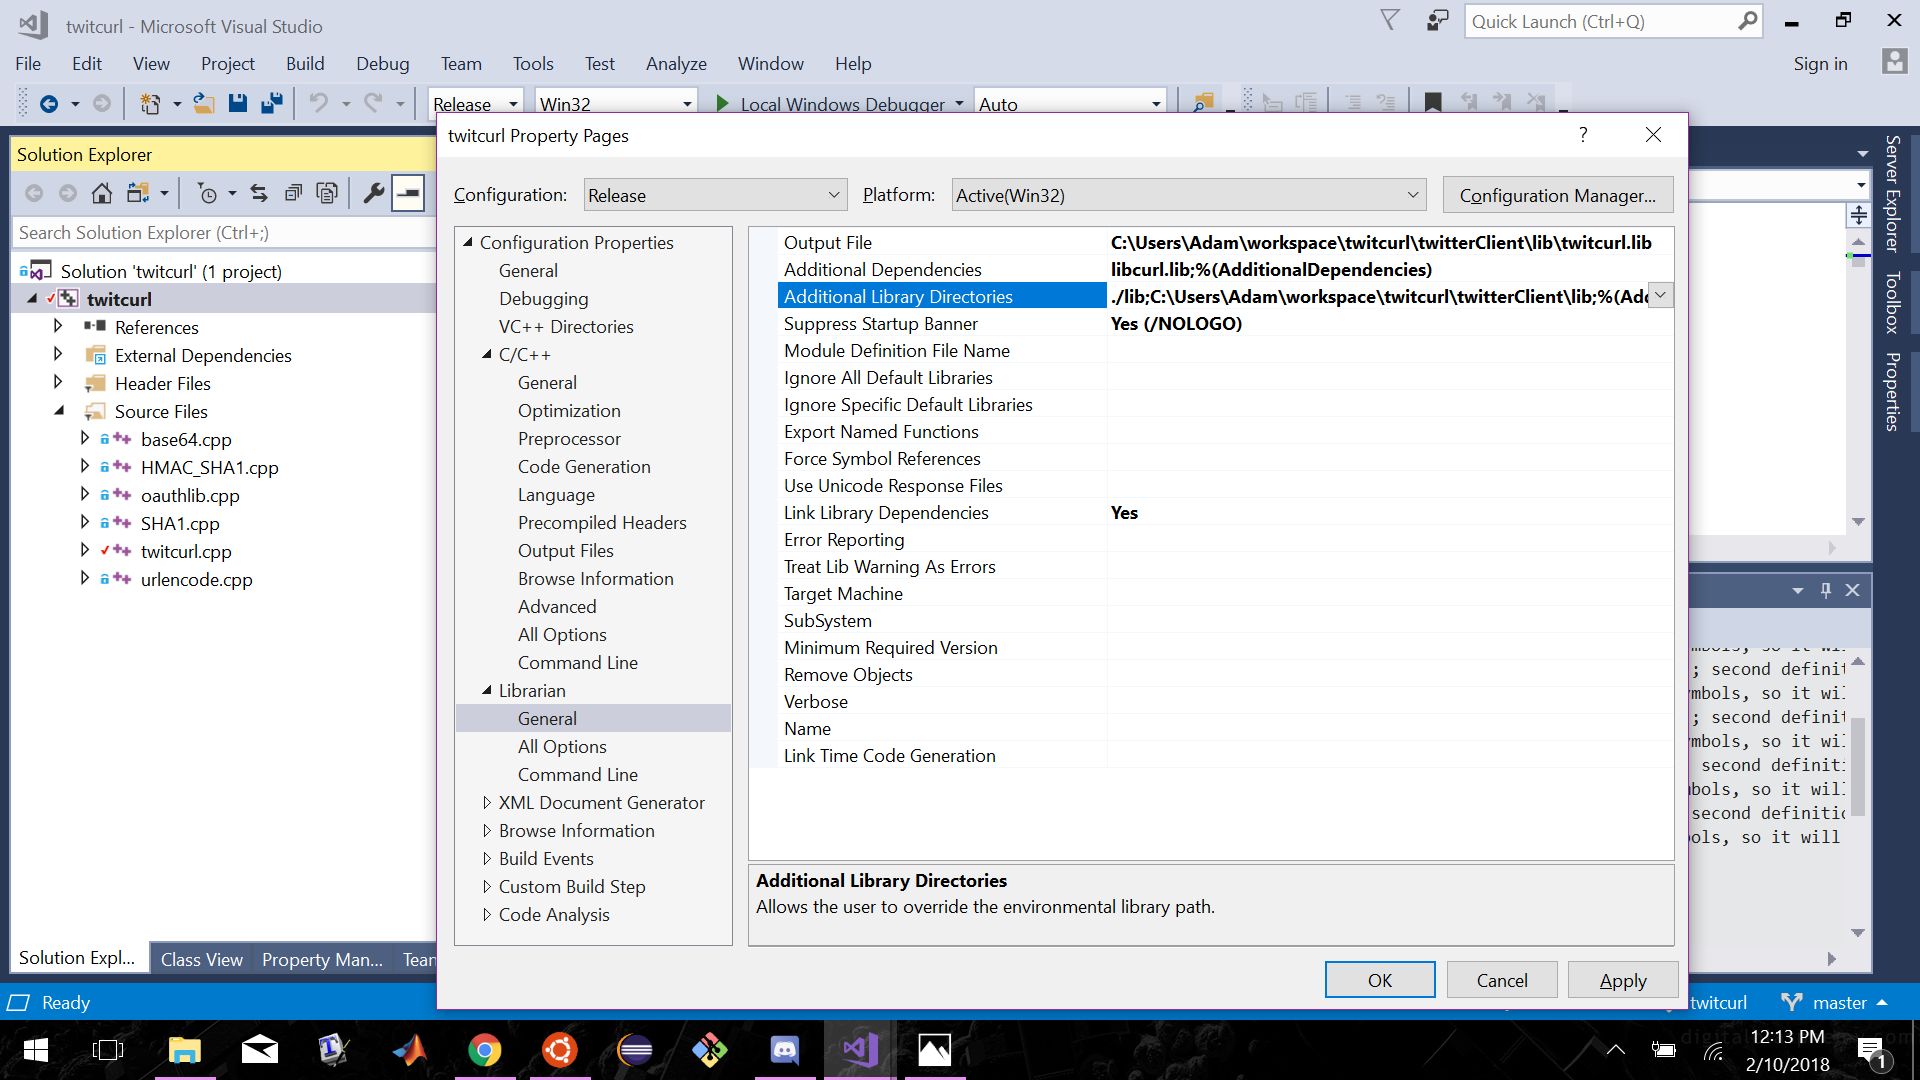 twitcurl - Microsoft Visual Studio
Quick Launch (Ctrl+Q)
File Edit View Project Build Debug Team Tools Test Analyze Window Help
Sign in
Release Win32 Local Windows Debugger Auto
Solution Explorer
Search Solution Explorer (Ctrl+;)
Solution 'twitcurl' (1 project)
twitcurl
References
External Dependencies
Header Files
Source Files
base64.cpp
HMAC_SHA1.cpp
oauthlib.cpp
SHA1.cpp
twitcurl.cpp
urlencode.cpp
Solution Expl... Class View Property Man... Tean
twitcurl Property Pages
?
Configuration: Release Platform: Active(Win32) Configuration Manager...
Configuration Properties
General
Debugging
VC++ Directories
C/C++
General
Optimization
Preprocessor
Code Generation
Language
Precompiled Headers
Output Files
Browse Information
Advanced
All Options
Command Line
Librarian
General
All Options
Command Line
XML Document Generator
Browse Information
Build Events
Custom Build Step
Code Analysis
Output File C:\Users\Adam\workspace\twitcurl\twitterClient\lib\twitcurl.lib
Additional Dependencies libcurl.lib;%(AdditionalDependencies)
Additional Library Directories ./lib;C:\Users\Adam\workspace\twitcurl\twitterClient\lib;%(Ad
Suppress Startup Banner Yes (/NOLOGO)
Module Definition File Name
Ignore All Default Libraries
Ignore Specific Default Libraries
Export Named Functions
Force Symbol References
Use Unicode Response Files
Link Library Dependencies Yes
Error Reporting
Treat Lib Warning As Errors
Target Machine
SubSystem
Minimum Required Version
Remove Objects
Verbose
Name
Link Time Code Generation
Additional Library Directories
Allows the user to override the environmental library path.
OK Cancel Apply
Server Explorer
Toolbox
Properties
; second definit
mbols, so it wil
; second definit
mbols, so it wi
second definiti
bols, so it wil
second definitio
ols, so it will
Ready
twitcurl master
12:13 PM
2/10/2018
1